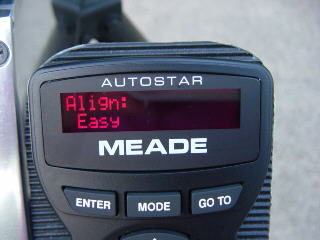 AUTOSTAR
Align:
Easy
MEADE
ENTER MODE GO TO